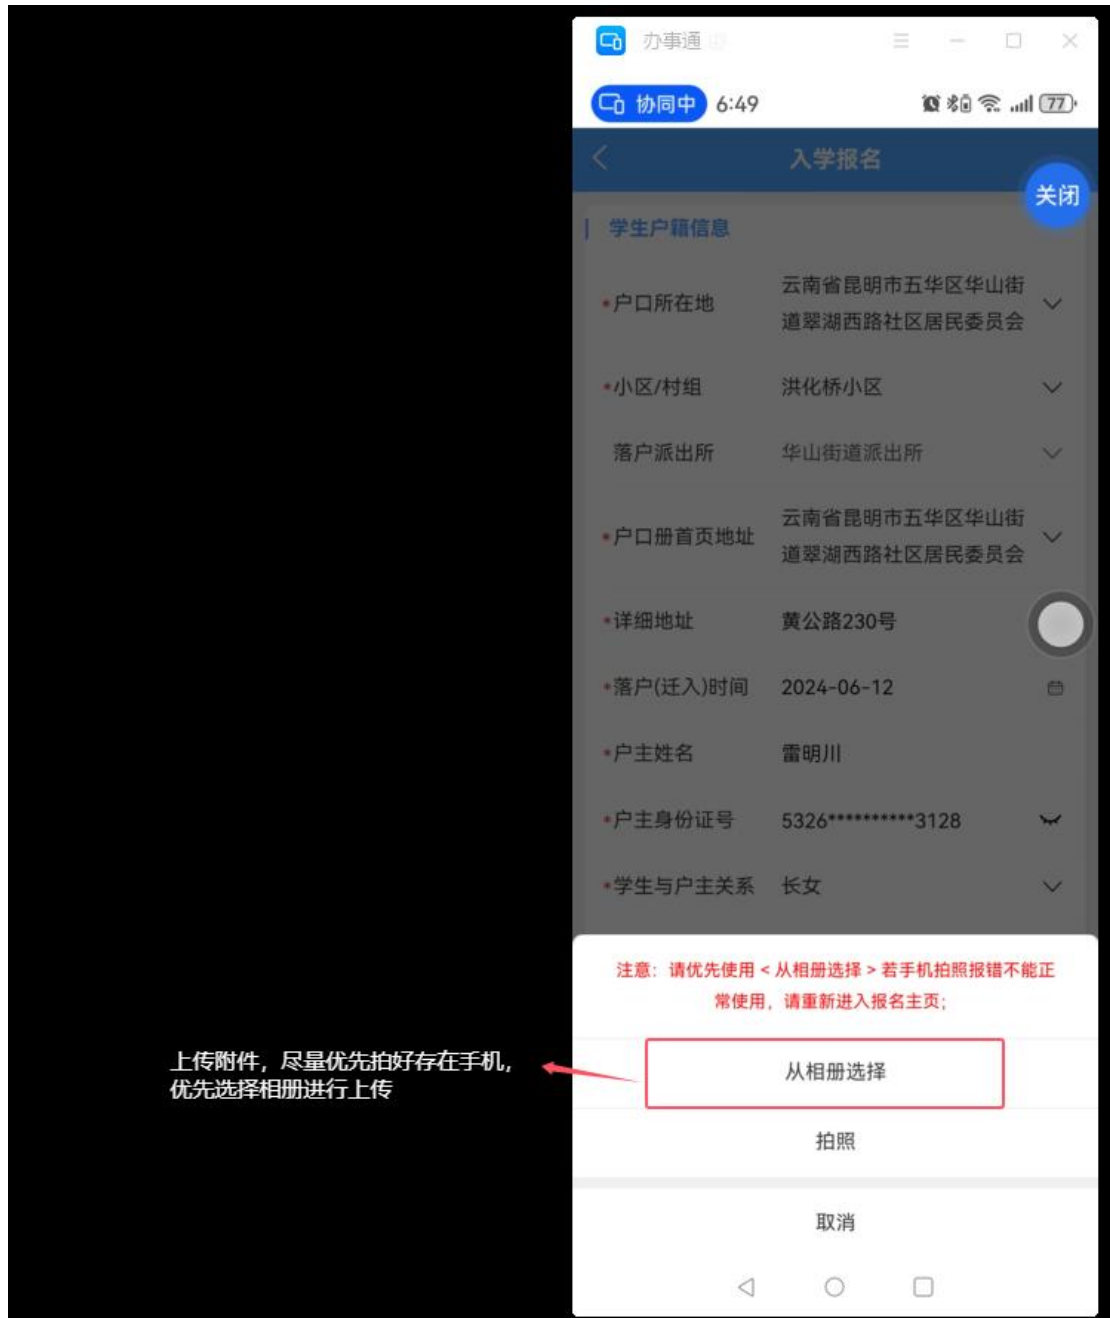 办事通
协同中 6:49
77
入学报名
关闭
学生户籍信息
*户口所在地
云南省昆明市五华区华山街
道翠湖西路社区居民委员会
*小区/村组 洪化桥小区
落户派出所 华山街道派出所
*户口册首页地址
云南省昆明市五华区华山街
道翠湖西路社区居民委员会
*详细地址 黄公路230号
*落户(迁入)时间 2024-06-12
*户主姓名 雷明川
*户主身份证号 5326**********3128
*学生与户主关系 长女
注意：请优先使用 < 从相册选择 > 若手机拍照报错不能正
常使用，请重新进入报名主页;
上传附件，尽量优先拍好存在手机，
优先选择相册进行上传
从相册选择
拍照
取消